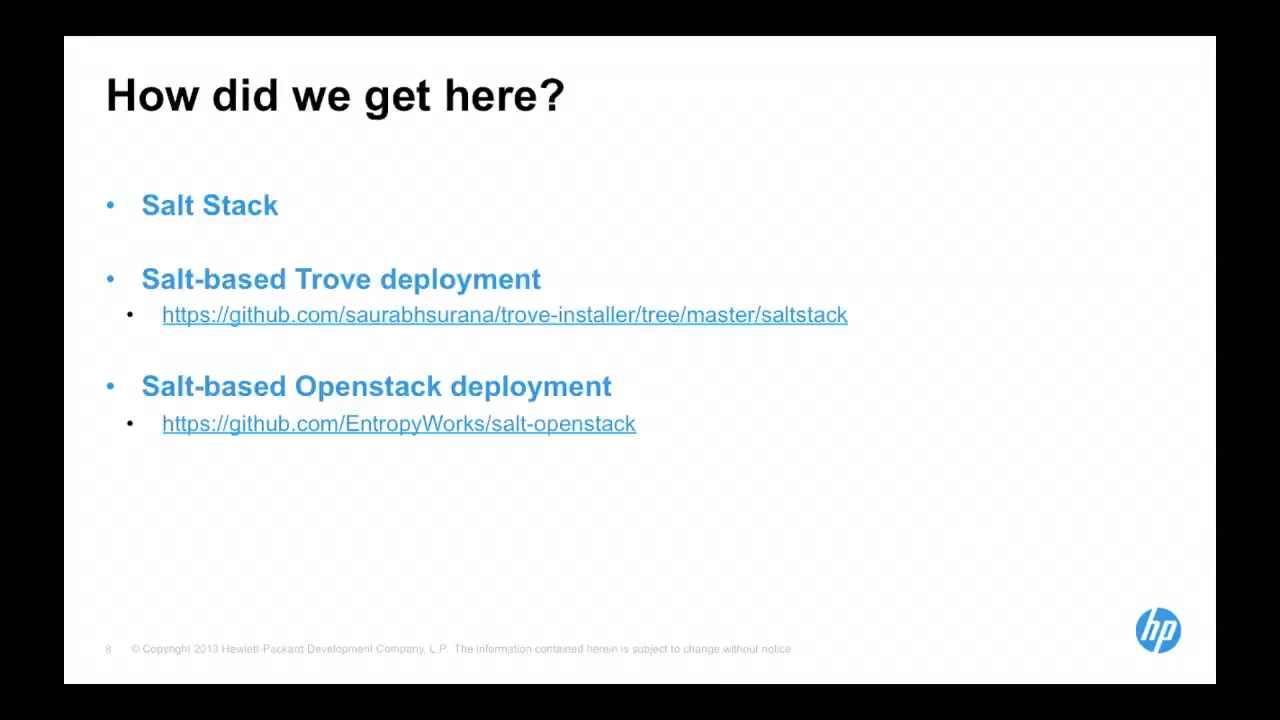 How did we get here?
• Salt Stack
• Salt-based Trove deployment
• https://github.com/saurabhsurana/trove-installer/tree/master/saltstack
• Salt-based Openstack deployment
• https://github.com/EntropyWorks/salt-openstack
hp
8 © Copyright 2013 Hewlett-Packard Development Company, L.P. The information contained herein is subject to change without notice.